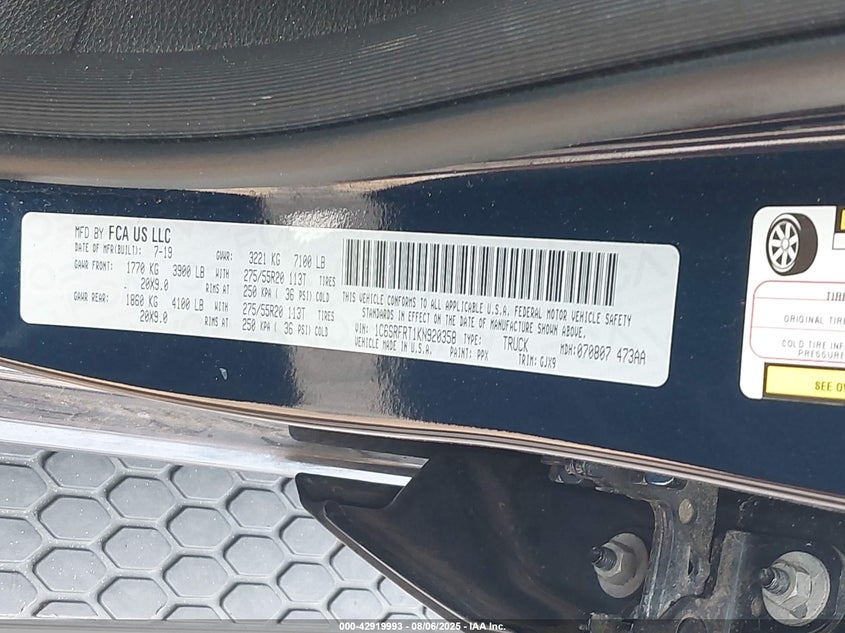 MFD BY FCA US LLC
DATE OF MFR(BUILT): 7-19 GVWR: 3221 KG 7100 LB
GAWR FRONT: 1770 KG 3900 LB WITH 275/55R20 113T TIRES
20X9.0 RIMS AT 250 KPA ( 36 PSI) COLD
GAWR REAR: 1860 KG 4100 LB WITH 275/55R20 113T TIRES
20X9.0 RIMS AT 250 KPA ( 36 PSI) COLD
THIS VEHICLE CONFORMS TO ALL APPLICABLE U.S.A. FEDERAL MOTOR VEHICLE SAFETY
STANDARDS IN EFFECT ON THE DATE OF MANUFACTURE SHOWN ABOVE.
VIN: 1C6SRFRT1KN920358 TYPE: TRUCK MDH:070807 473AA
VEHICLE MADE IN U.S.A. PAINT: PPX TRIM: GJX9
TIRE
ORIGINAL TIRE
COLD TIRE INF
PRESSURE
SEE OW
000-42919993 - 08/06/2025 - IAA Inc.